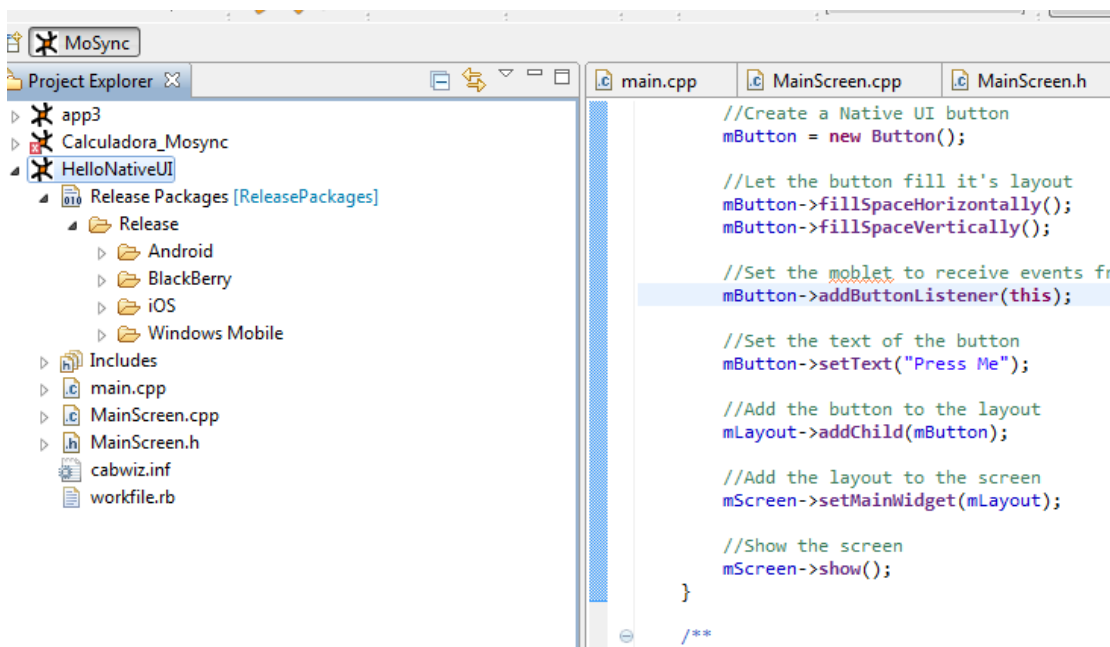 MoSync
Project Explorer
app3
Calculadora_Mosync
HelloNativeUI
Release Packages [ReleasePackages]
Release
Android
BlackBerry
iOS
Windows Mobile
Includes
main.cpp
MainScreen.cpp
MainScreen.h
cabwiz.inf
workfile.rb
main.cpp
MainScreen.cpp
MainScreen.h
//Create a Native UI button
mButton = new Button();
//Let the button fill it's layout
mButton->fillSpaceHorizontally();
mButton->fillSpaceVertically();
//Set the moblet to receive events
mButton->addButtonListener(this);
//Set the text of the button
mButton->setText("Press Me");
//Add the button to the layout
mLayout->addChild(mButton);
//Add the layout to the screen
mScreen->setMainWidget(mLayout);
//Show the screen
mScreen->show();
}
/**